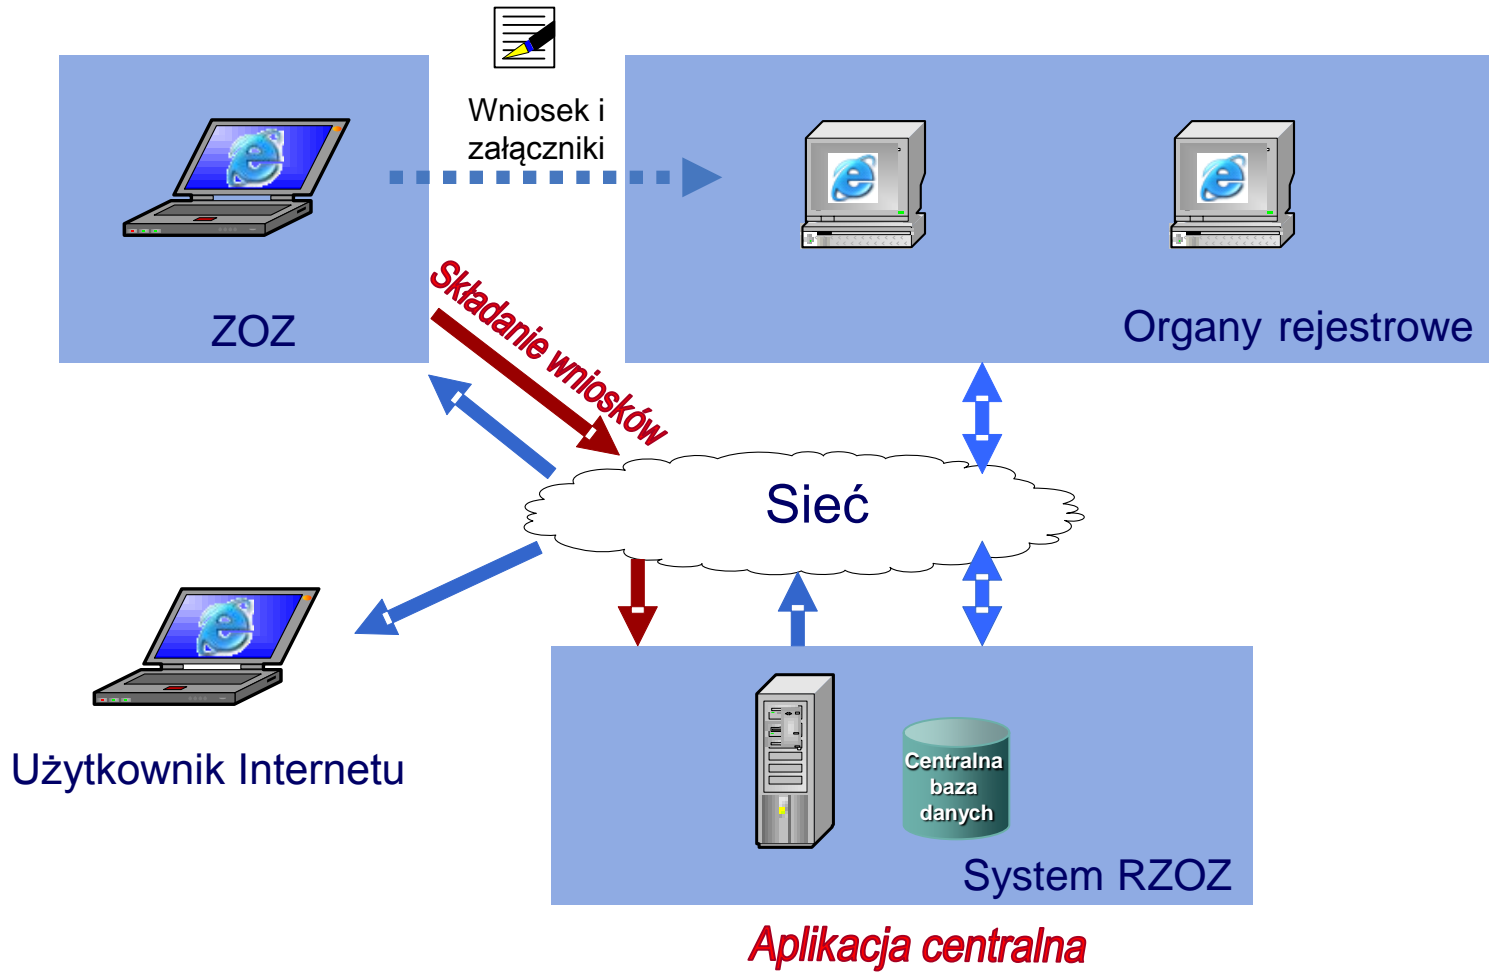 Wniosek i
załączniki
ZOZ
Organy rejestrowe
Składanie wniosków
Sieć
Użytkownik Internetu
Centralna
baza
danych
System RZOZ
Aplikacja centralna